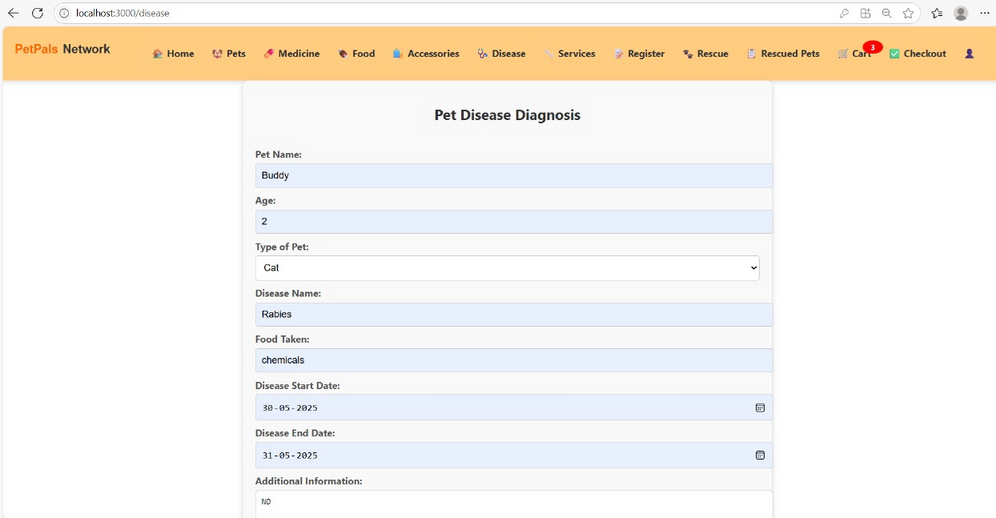 localhost:3000/disease
PetPals Network Home Pets Medicine Food Accessories Disease Services Register Rescue Rescued Pets Cart 3 Checkout
Pet Disease Diagnosis
Pet Name:
Buddy
Age:
2
Type of Pet:
Cat
Disease Name:
Rabies
Food Taken:
chemicals
Disease Start Date:
30-05-2025
Disease End Date:
31-05-2025
Additional Information:
NO